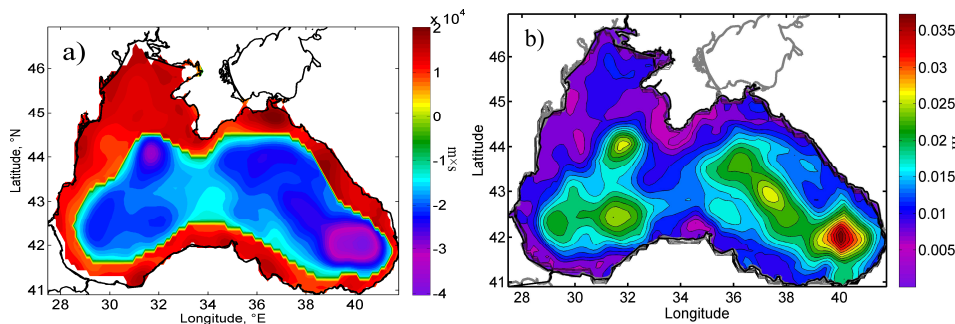 a)
x 10⁴
46
45
44
43
42
41
28 30 32 34 36 38 40
Latitude, °N
Longitude, °E
2
1
0
-1
-2
-3
-4
m×s
b)
46
45
44
43
42
41
28 30 32 34 36 38 40
Latitude
Longitude
0.035
0.03
0.025
0.02
0.015
0.01
0.005
m